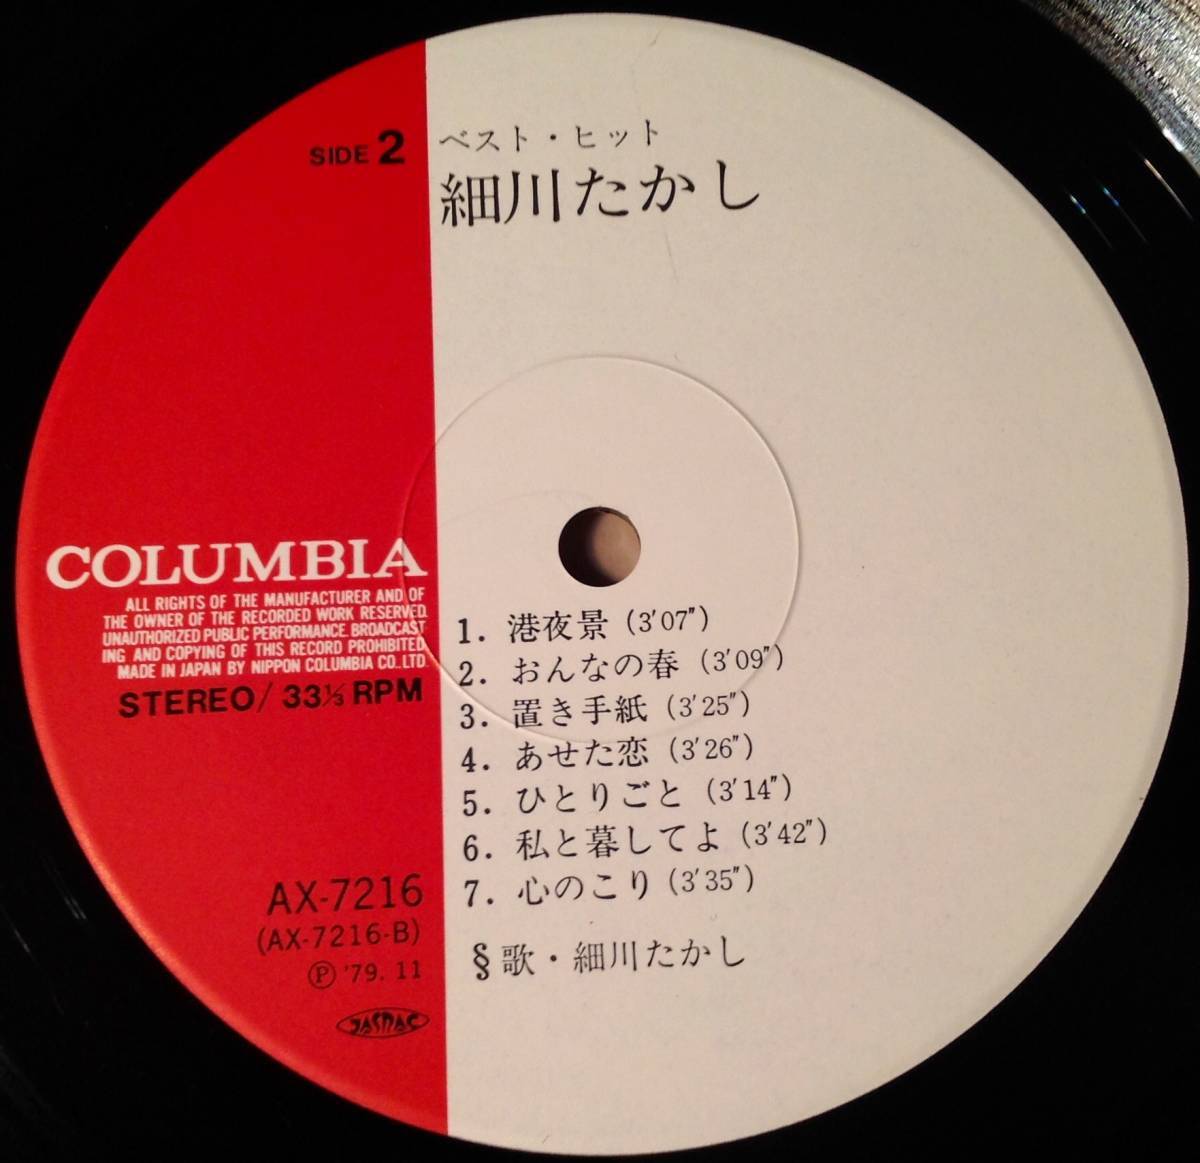 SIDE 2
ベスト・ヒット
細川たかし
COLUMBIA
ALL RIGHTS OF THE MANUFACTURER AND OF
THE OWNER OF THE RECORDED WORK RESERVED.
UNAUTHORIZED PUBLIC PERFORMANCE. BROADCAST
ING AND COPYING OF THIS RECORD PROHIBITED
MADE IN JAPAN BY NIPPON COLUMBIA CO.,LTD
STEREO/ 33⅓ RPM
1. 港夜景 (3′07″)
2. おんなの春 (3′09″)
3. 置き手紙 (3′25″)
4. あせた恋 (3′26″)
5. ひとりごと (3′14″)
6. 私と暮してよ (3′42″)
7. 心のこり (3′35″)
§歌・細川たかし
AX-7216
(AX-7216-B)
Ⓟ '79. 11
JASRAC